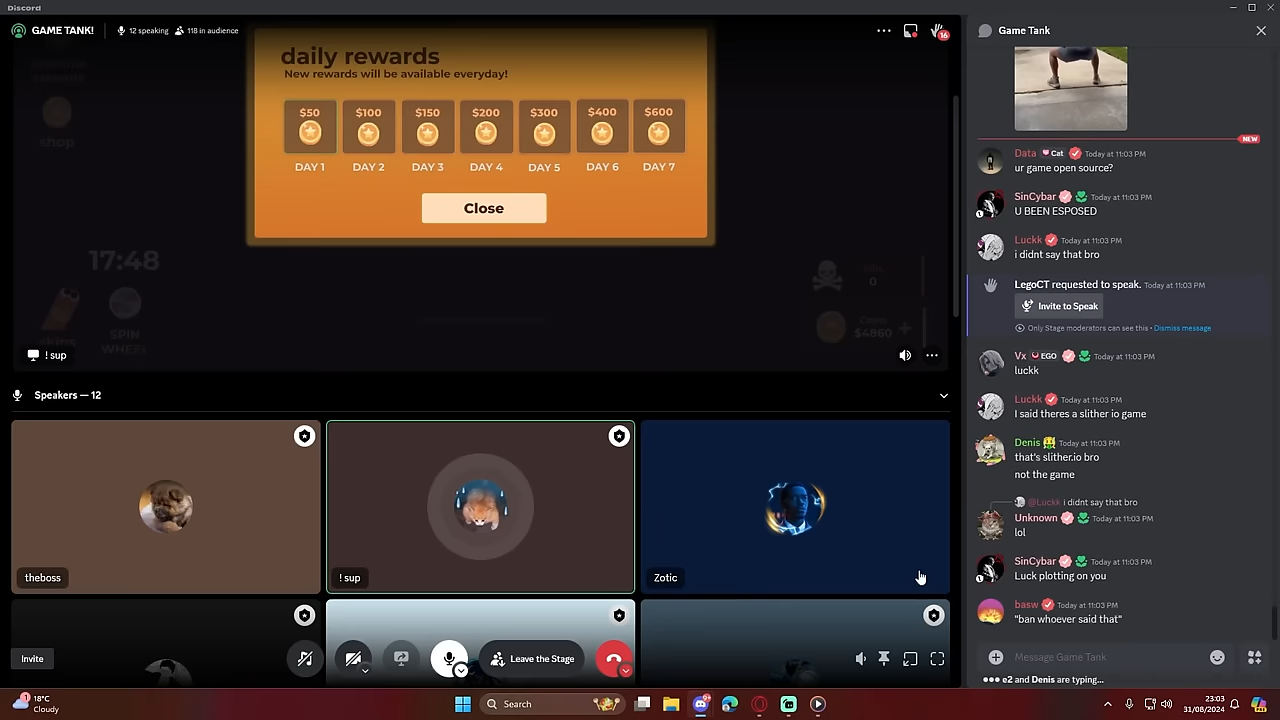 Discord
GAME TANK!
12 speaking
118 in audience
16
shop
daily rewards
New rewards will be available everyday!
$50
$100
$150
$200
$300
$400
$600
DAY 1
DAY 2
DAY 3
DAY 4
DAY 5
DAY 6
DAY 7
Close
17:48
0
SPIN
WHEEL
$4860
! sup
Speakers — 12
theboss
! sup
Zotic
Invite
Leave the Stage
Game Tank
NEW
Data Cat Today at 11:03 PM
ur game open source?
SinCybar Today at 11:03 PM
U BEEN ESPOSED
Luckk Today at 11:03 PM
i didnt say that bro
LegoCT requested to speak. Today at 11:03 PM
Invite to Speak
Only Stage moderators can see this • Dismiss message
Vx EGO Today at 11:03 PM
luckk
Luckk Today at 11:03 PM
I said theres a slither io game
Denis Today at 11:03 PM
that's slither.io bro
not the game
@Luckk i didnt say that bro
Unknown Today at 11:03 PM
lol
SinCybar Today at 11:03 PM
Luck plotting on you
basw Today at 11:03 PM
"ban whoever said that"
Message Game Tank
e2 and Denis are typing...
18°C
Cloudy
Search
23:03
31/08/2024